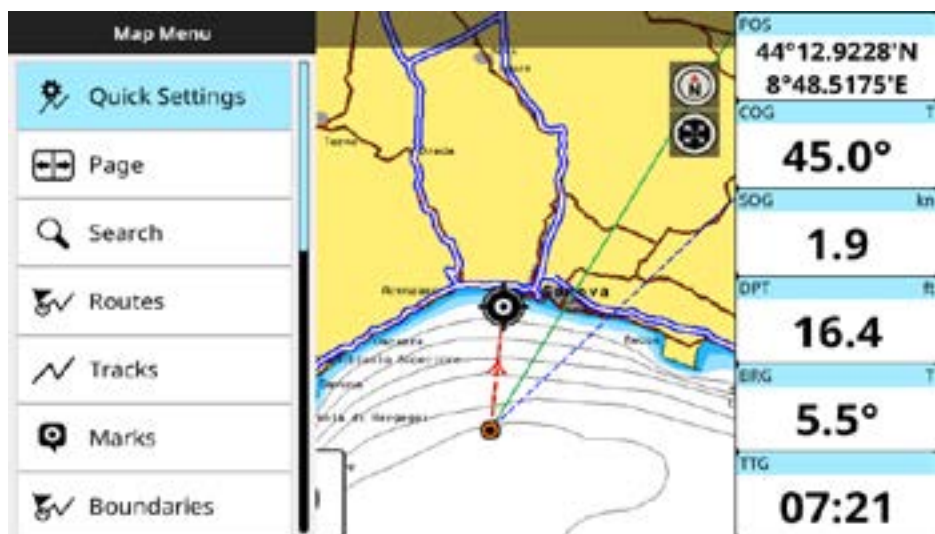 Map Menu
Quick Settings
Page
Search
Routes
Tracks
Marks
Boundaries
N
Genova
POS
44°12.9228'N
8°48.5175'E
COG T
45.0°
SOG kn
1.9
DPT ft
16.4
BRG T
5.5°
TTG
07:21